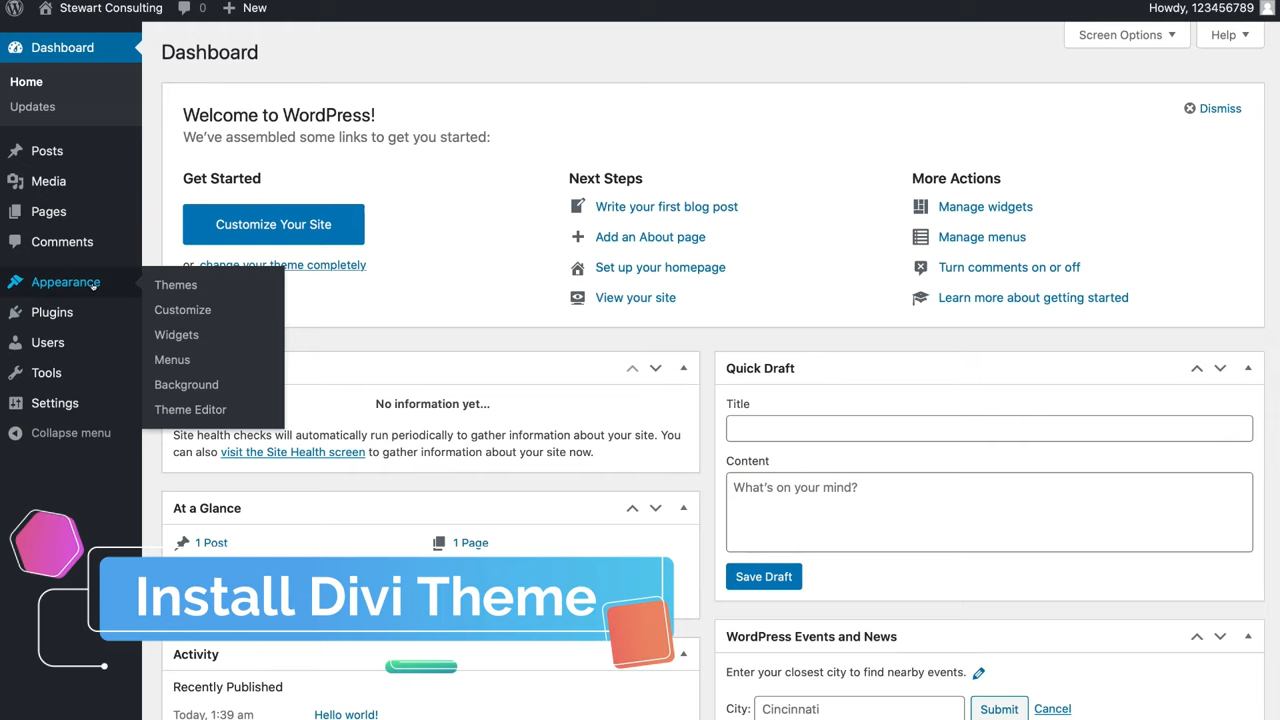 Stewart Consulting
0
New
Howdy, 123456789
Dashboard
Home
Updates
Posts
Media
Pages
Comments
Appearance
Plugins
Users
Tools
Settings
Collapse menu
Themes
Customize
Widgets
Menus
Background
Theme Editor
Dashboard
Screen Options
Help
Welcome to WordPress!
We've assembled some links to get you started:
Dismiss
Get Started
Customize Your Site
or change your theme completely
Next Steps
Write your first blog post
Add an About page
Set up your homepage
View your site
More Actions
Manage widgets
Manage menus
Turn comments on or off
Learn more about getting started
No information yet...
Site health checks will automatically run periodically to gather information about your site. You
can also visit the Site Health screen to gather information about your site now.
At a Glance
1 Post
1 Page
Install Divi Theme
Activity
Recently Published
Today, 1:39 am
Hello world!
Quick Draft
Title
Content
What's on your mind?
Save Draft
WordPress Events and News
Enter your closest city to find nearby events.
City:
Cincinnati
Submit
Cancel